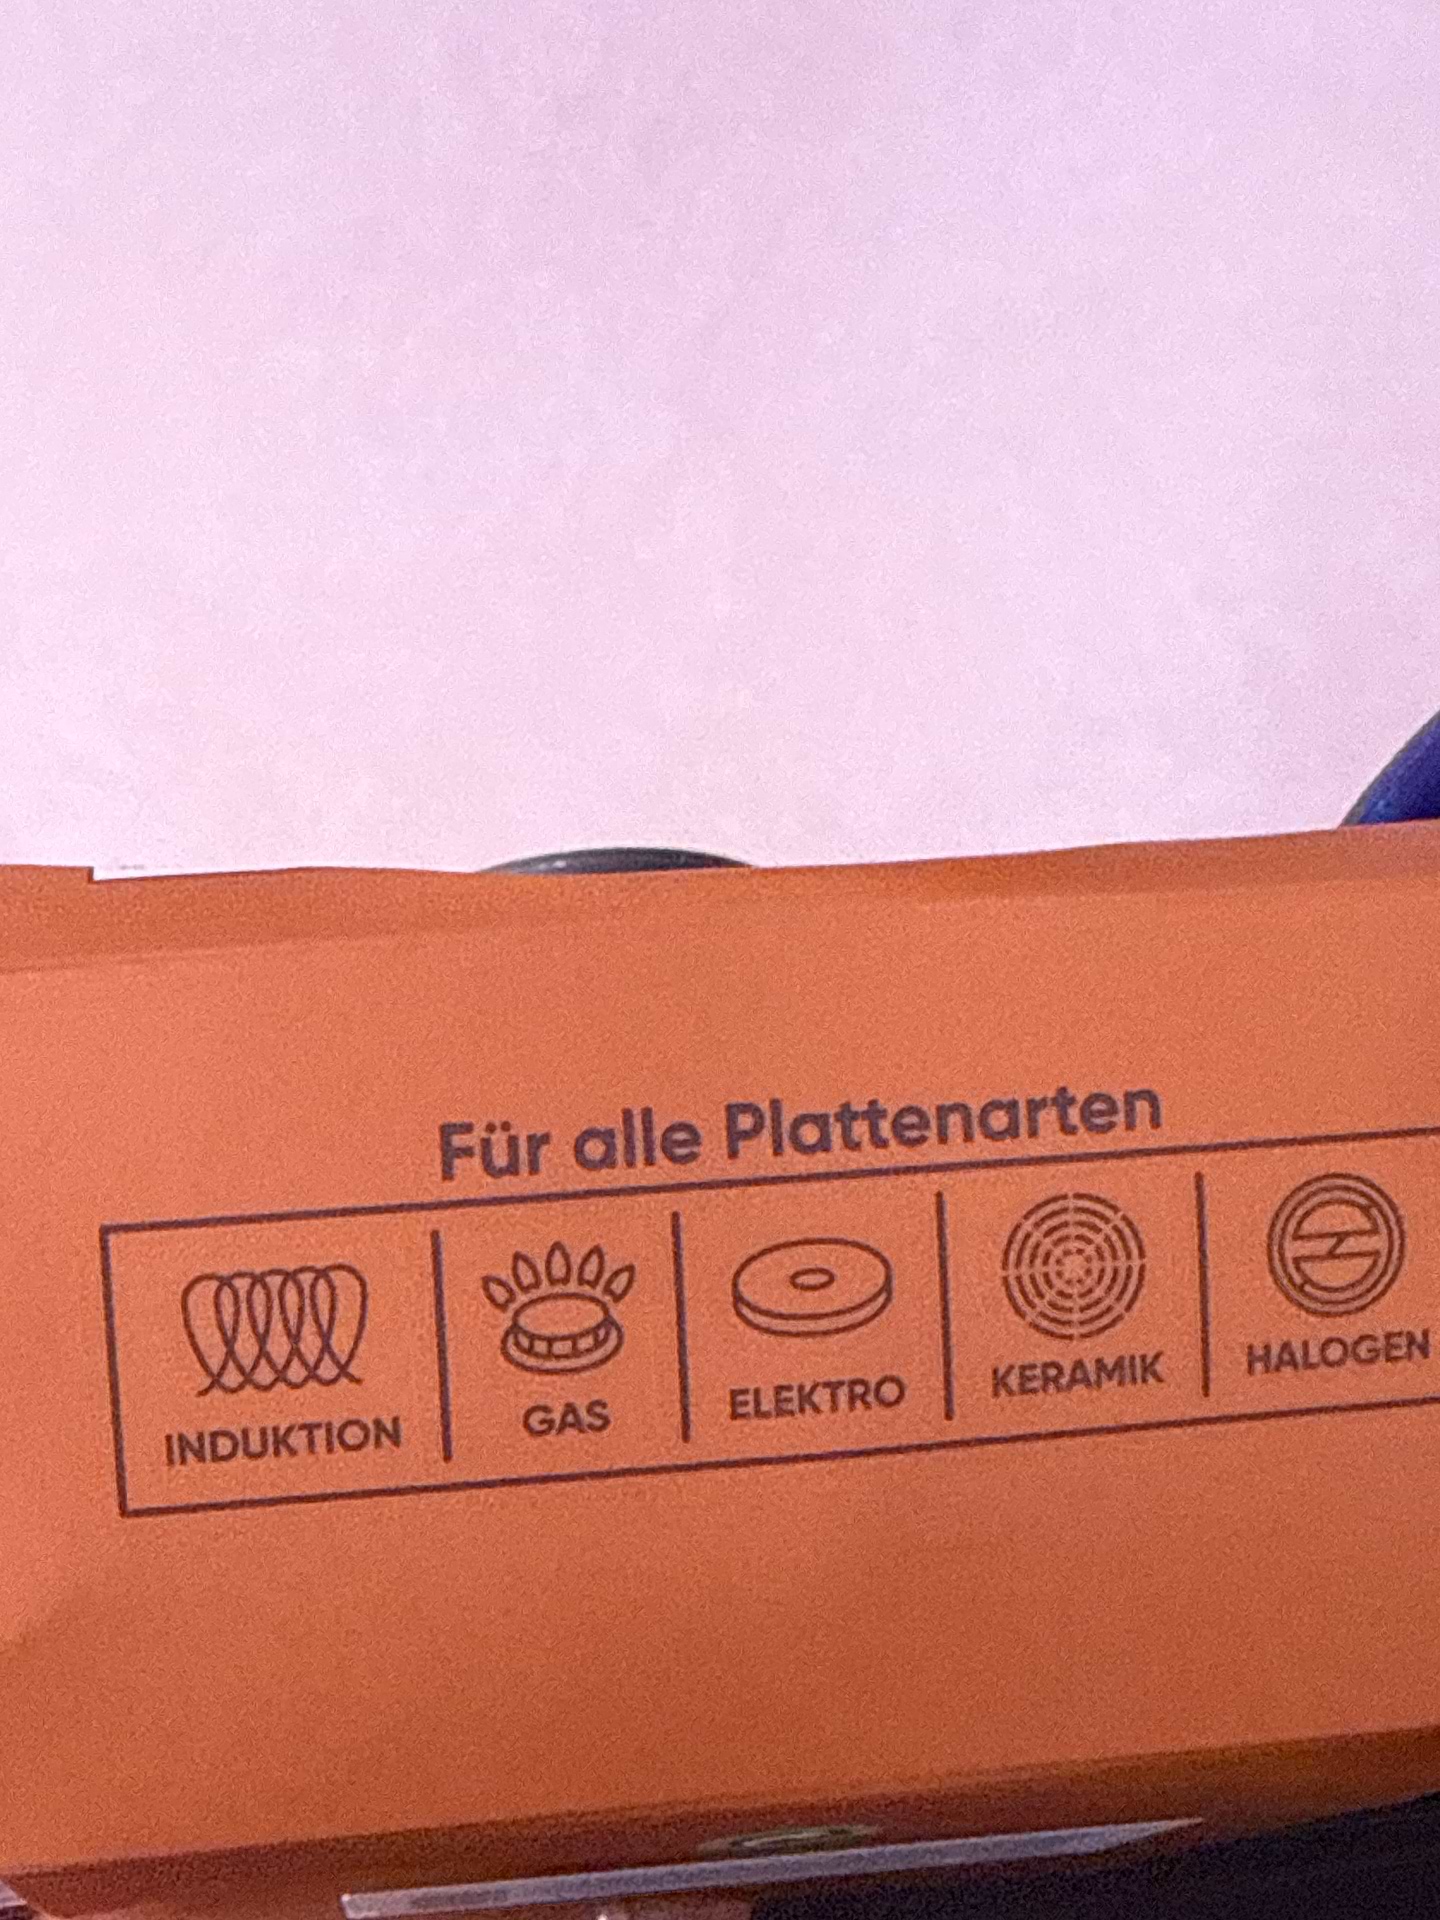 Für alle Plattenarten
INDUKTION
GAS
ELEKTRO
KERAMIK
HALOGEN